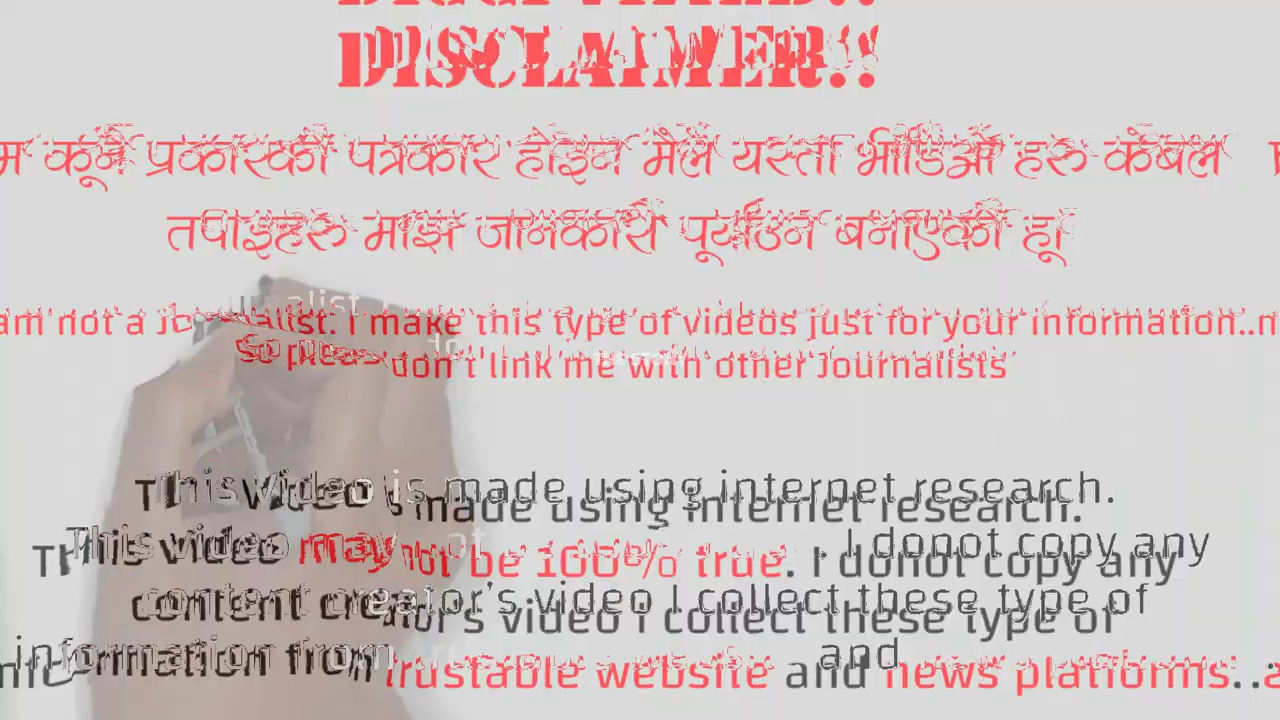 DISCLAIMER!!
प्रकारको पत्रकार होइन मैले यस्ता भीडिओ हरु केबल
तपाइहरु माझ जानकारी पूर्याउन बनाएको हू
am not a Journalist. I make this type of videos just for your information..
So please don't link me with other Journalists
This video is made using internet research.
This video may not be 100% true. I donot copy any
content creator's video I collect these type of
information from trustable website and news platforms..